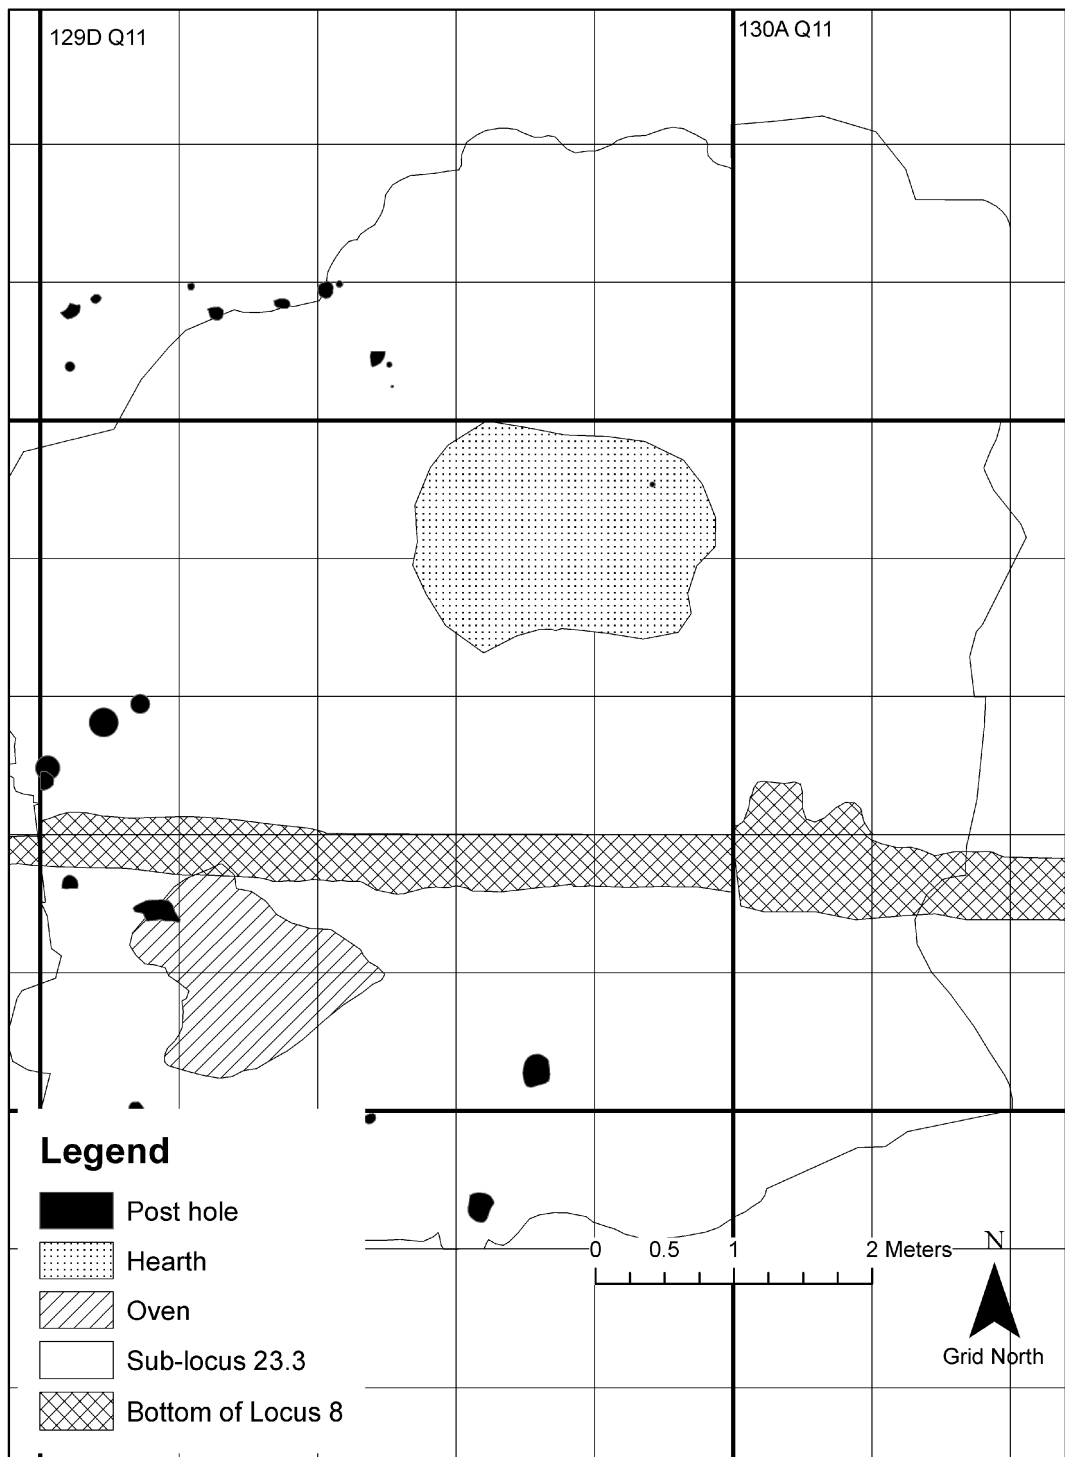 129D Q11
130A Q11
Legend
Post hole
Hearth
Oven
Sub-locus 23.3
Bottom of Locus 8
0 0.5 1 2 Meters
N
Grid North